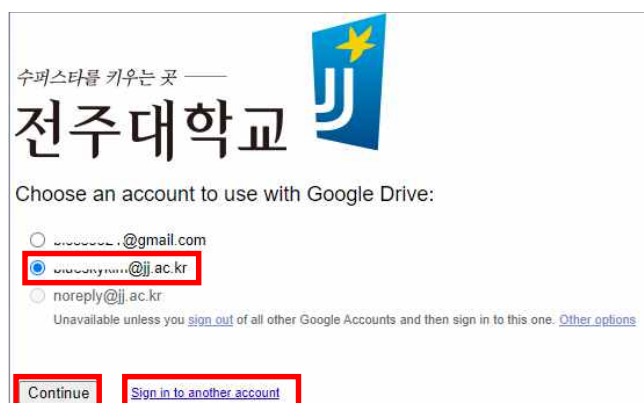 수퍼스타를 키우는 곳
전주대학교
Choose an account to use with Google Drive:
@gmail.com
@jj.ac.kr
noreply@jj.ac.kr
Unavailable unless you sign out of all other Google Accounts and then sign in to this one. Other options
Continue
Sign in to another account